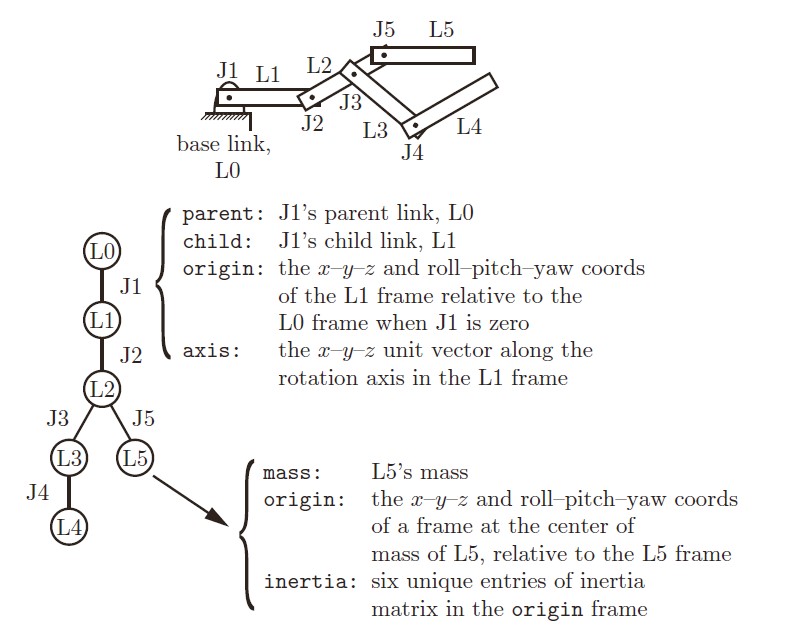 J5 L5
J1 L1 L2
J3
J2 L3 L4
J4
base link,
L0
parent: J1's parent link, L0
child: J1's child link, L1
origin: the x–y–z and roll–pitch–yaw coords
of the L1 frame relative to the
L0 frame when J1 is zero
axis: the x–y–z unit vector along the
rotation axis in the L1 frame
L0
J1
L1
J2
L2
J3 J5
L3 L5
J4
L4
mass: L5's mass
origin: the x–y–z and roll–pitch–yaw coords
of a frame at the center of
mass of L5, relative to the L5 frame
inertia: six unique entries of inertia
matrix in the origin frame